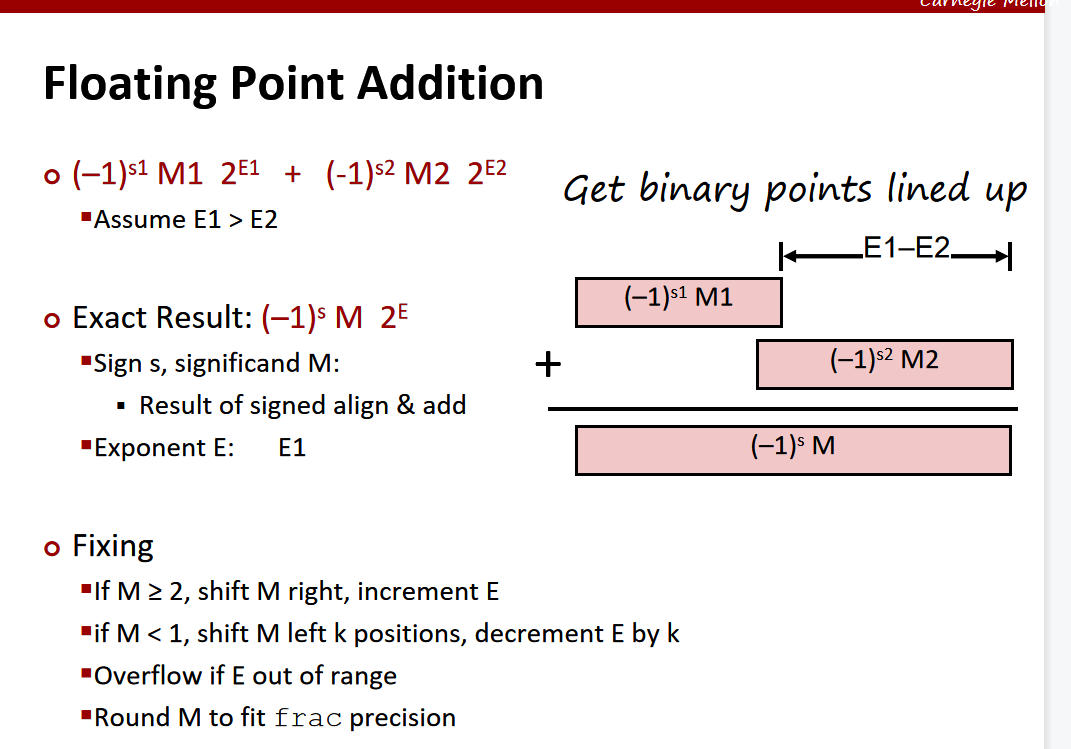 Carnegie Mellon
Floating Point Addition
(–1)^s1 M1 2^E1 + (-1)^s2 M2 2^E2
Assume E1 > E2
Exact Result: (–1)^s M 2^E
Sign s, significand M:
Result of signed align & add
Exponent E: E1
Fixing
If M ≥ 2, shift M right, increment E
if M < 1, shift M left k positions, decrement E by k
Overflow if E out of range
Round M to fit frac precision
Get binary points lined up
E1–E2
(–1)^s1 M1
+
(–1)^s2 M2
(–1)^s M